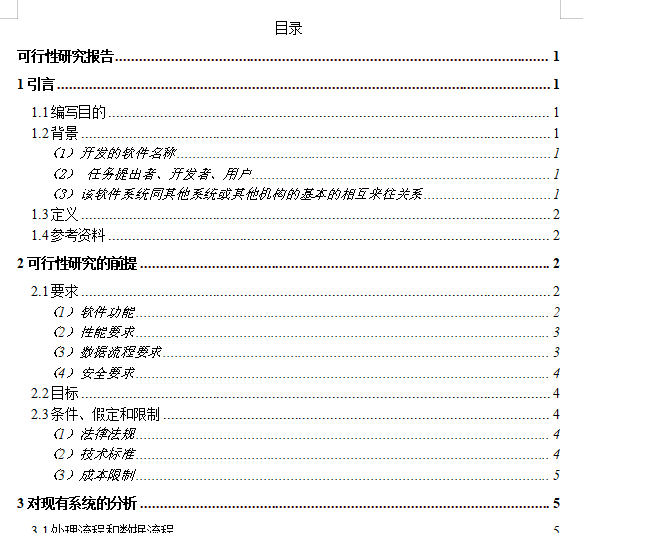 目录
可行性研究报告 1
1 引言 1
1.1 编写目的 1
1.2 背景 1
（1）开发的软件名称 1
（2） 任务提出者、开发者、用户 1
（3）该软件系统同其他系统或其他机构的基本的相互来往关系 1
1.3 定义 2
1.4 参考资料 2
2 可行性研究的前提 2
2.1 要求 2
（1）软件功能 2
（2）性能要求 3
（3）数据流程要求 3
（4）安全要求 4
2.2 目标 4
2.3 条件、假定和限制 4
（1）法律法规 4
（2）技术标准 4
（3）成本限制 5
3 对现有系统的分析 5
3.1 处理流程和数据流程 5